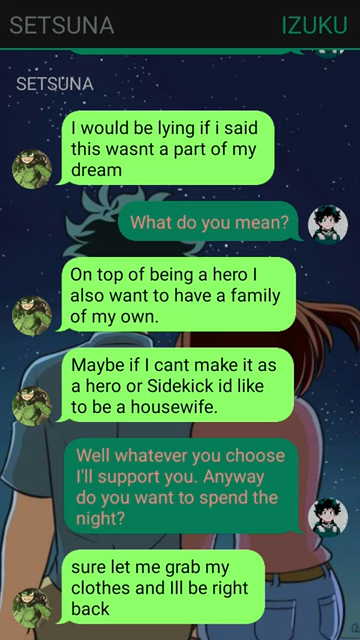 SETSUNA IZUKU
SETSUNA
I would be lying if i said
this wasnt a part of my
dream
What do you mean?
On top of being a hero I
also want to have a family
of my own.
Maybe if I cant make it as
a hero or Sidekick id like
to be a housewife.
Well whatever you choose
I'll support you. Anyway
do you want to spend the
night?
sure let me grab my
clothes and Ill be right
back